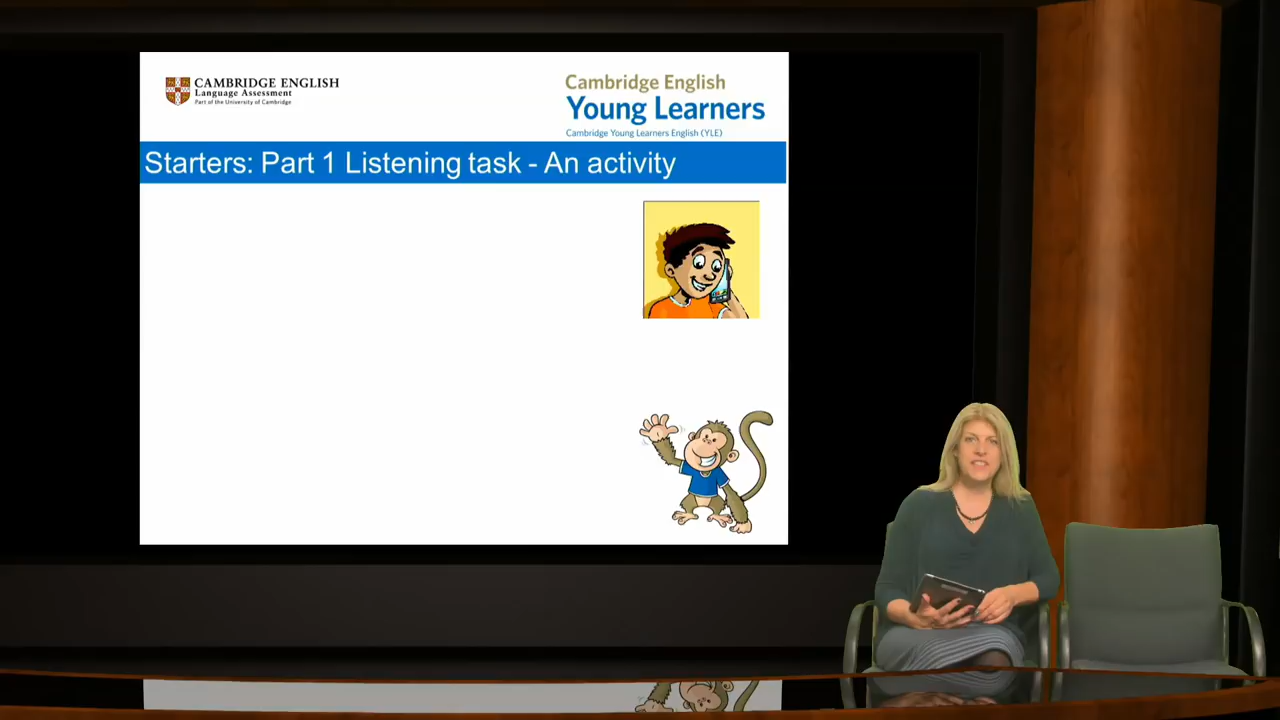 CAMBRIDGE ENGLISH
Language Assessment
Part of the University of Cambridge
Cambridge English
Young Learners
Cambridge Young Learners English (YLE)
Starters: Part 1 Listening task - An activity